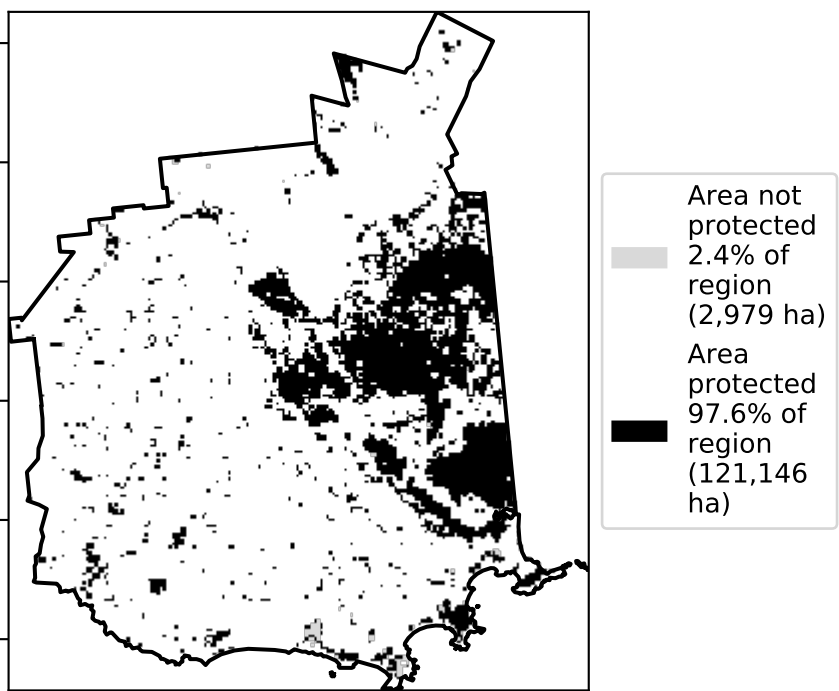 Area not
protected
2.4% of
region
(2,979 ha)
Area
protected
97.6% of
region
(121,146
ha)